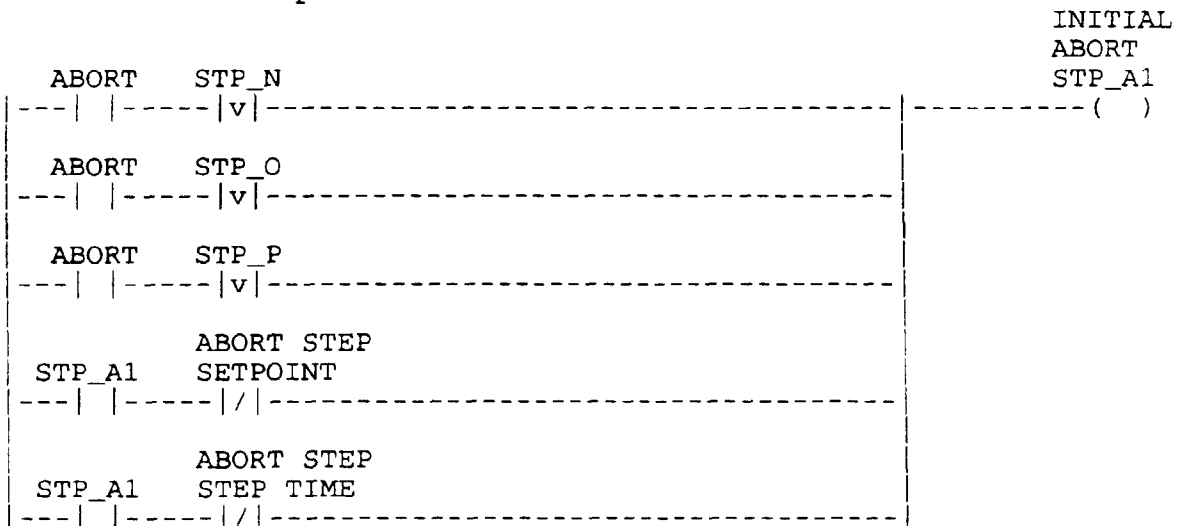 INITIAL
ABORT
ABORT STP_N STP_A1
|---| |-----|v|-----------------------------------|----------( )
ABORT STP_O
|---| |-----|v|-----------------------------------|
ABORT STP_P
|---| |-----|v|-----------------------------------|
ABORT STEP
STP_A1 SETPOINT
|---| |-----|/|-----------------------------------|
ABORT STEP
STP_A1 STEP TIME
|---| |-----|/|-----------------------------------|